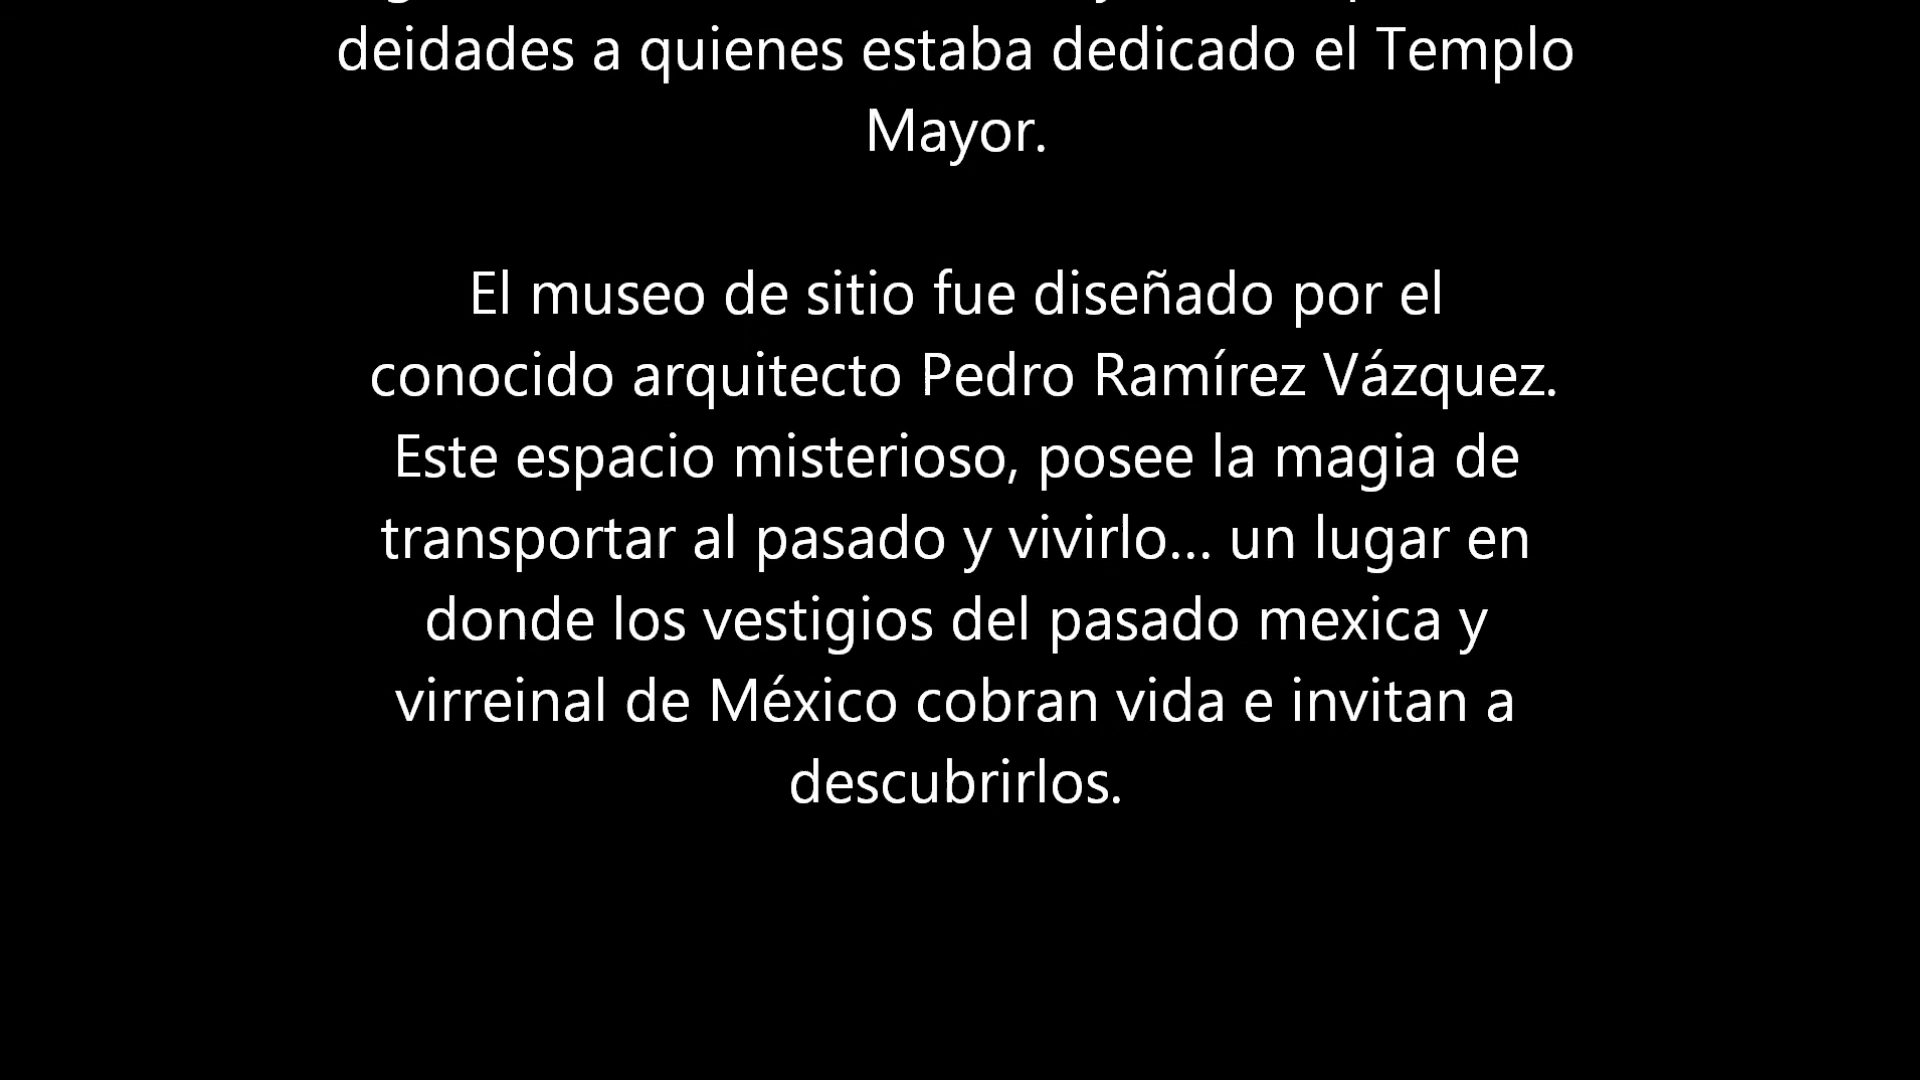 deidades a quienes estaba dedicado el Templo
Mayor.
El museo de sitio fue diseñado por el
conocido arquitecto Pedro Ramírez Vázquez.
Este espacio misterioso, posee la magia de
transportar al pasado y vivirlo... un lugar en
donde los vestigios del pasado mexica y
virreinal de México cobran vida e invitan a
descubrirlos.